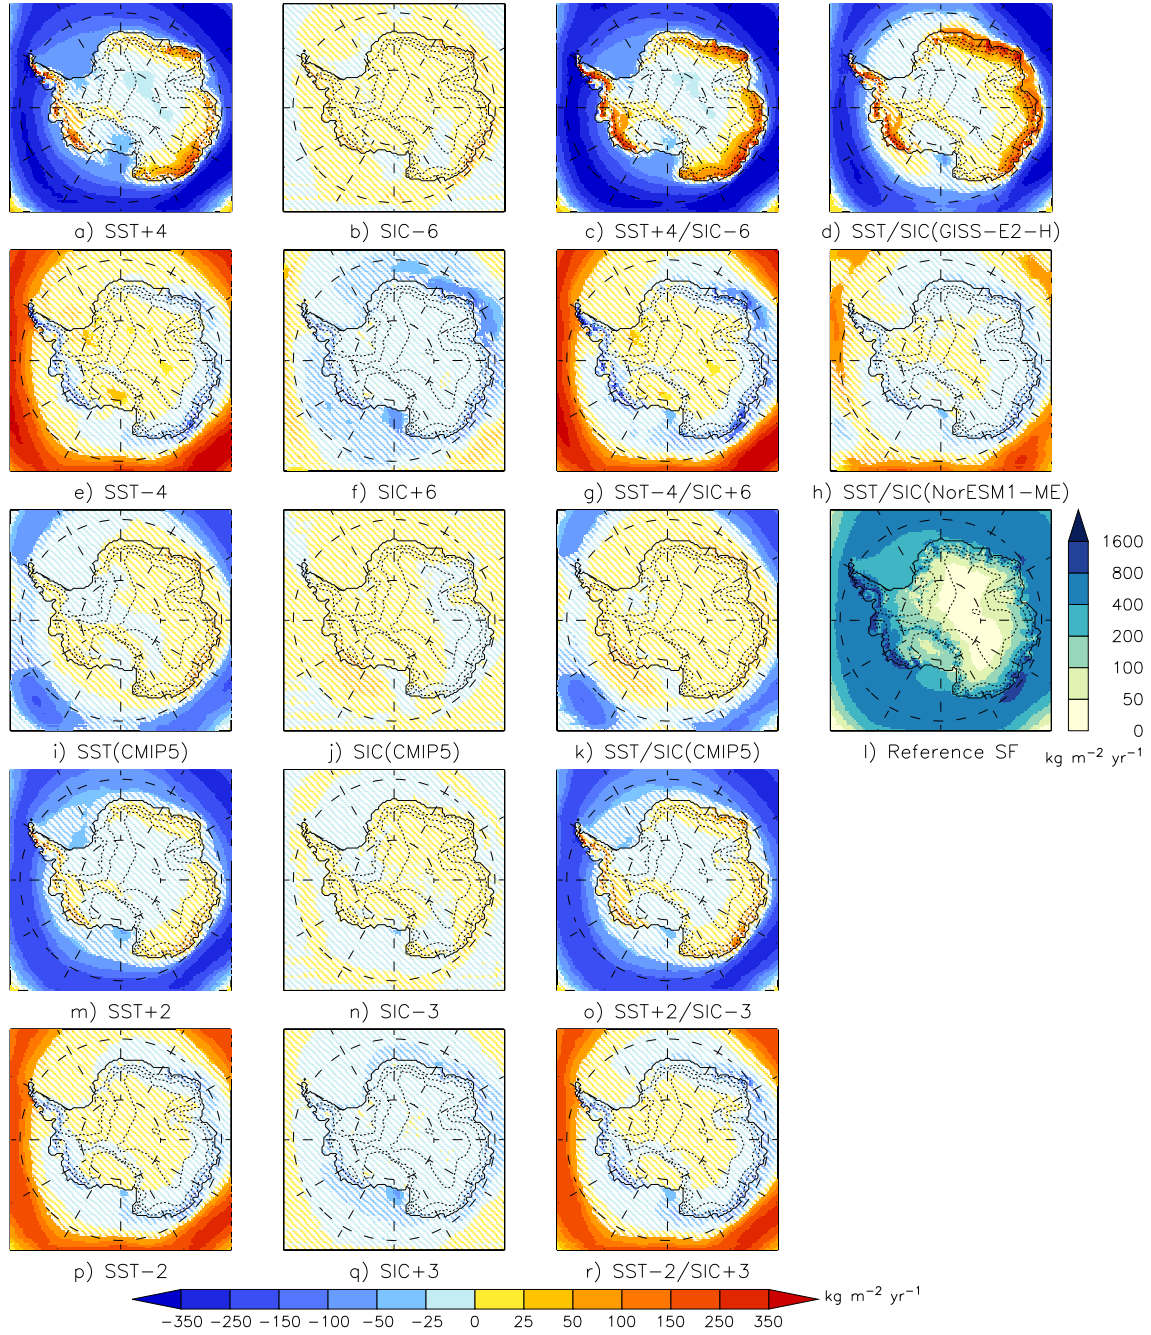 a) SST+4
b) SIC−6
c) SST+4/SIC−6
d) SST/SIC(GISS−E2−H)
e) SST−4
f) SIC+6
g) SST−4/SIC+6
h) SST/SIC(NorESM1−ME)
1600
800
400
200
100
50
0
kg m−2 yr−1
i) SST(CMIP5)
j) SIC(CMIP5)
k) SST/SIC(CMIP5)
l) Reference SF
m) SST+2
n) SIC−3
o) SST+2/SIC−3
p) SST−2
q) SIC+3
r) SST−2/SIC+3
kg m−2 yr−1
−350 −250 −150 −100 −50 −25 0 25 50 100 150 250 350